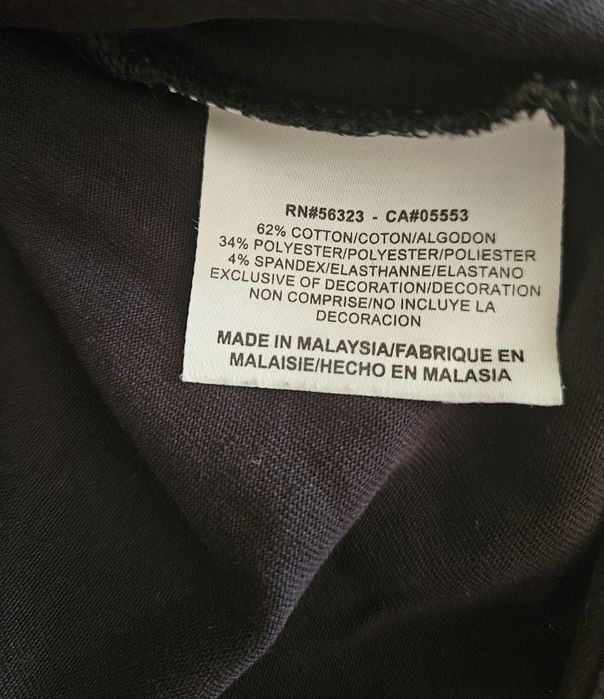 RN#56323 - CA#05553
62% COTTON/COTON/ALGODON
34% POLYESTER/POLYESTER/POLIESTER
4% SPANDEX/ELASTHANNE/ELASTANO
EXCLUSIVE OF DECORATION/DECORATION
NON COMPRISE/NO INCLUYE LA
DECORACION
MADE IN MALAYSIA/FABRIQUE EN
MALAISIE/HECHO EN MALASIA